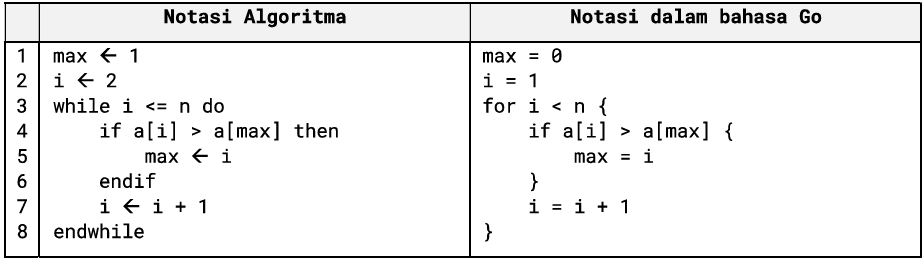 Notasi Algoritma Notasi dalam bahasa Go
1 max ← 1 max = 0
2 i ← 2 i = 1
3 while i <= n do for i < n {
4 if a[i] > a[max] then if a[i] > a[max] {
5 max ← i max = i
6 endif }
7 i ← i + 1 i = i + 1
8 endwhile }